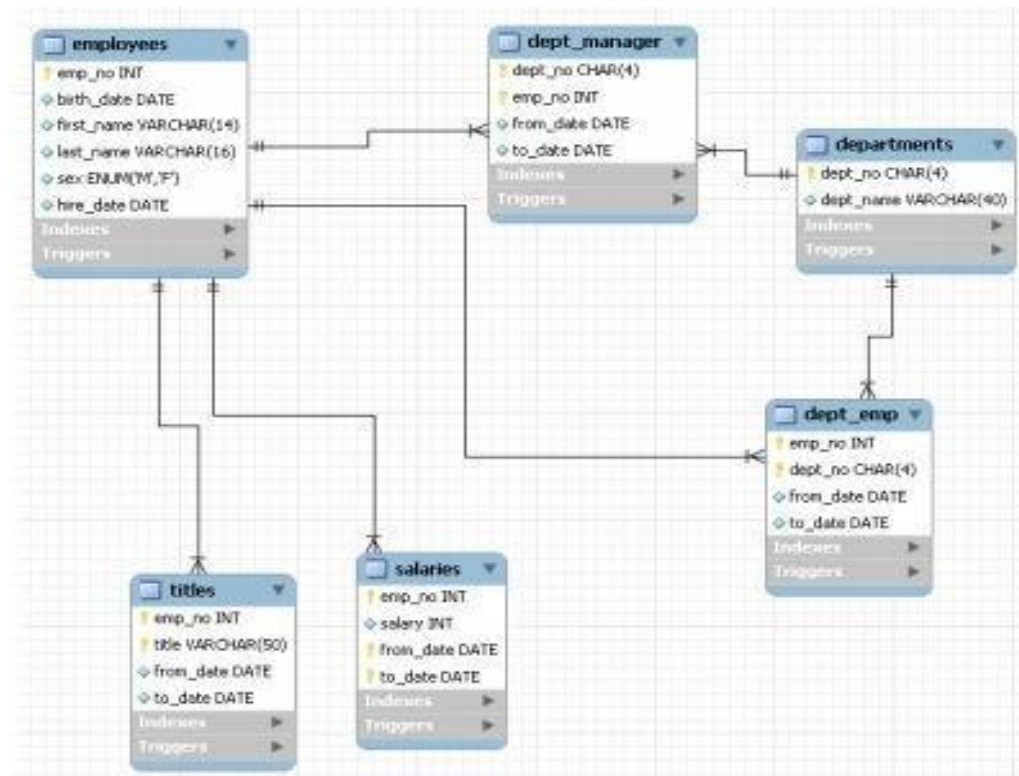 employees
emp_no INT
birth_date DATE
first_name VARCHAR(14)
last_name VARCHAR(16)
sex ENUM('M','F')
hire_date DATE
Indexes
Triggers
dept_manager
dept_no CHAR(4)
emp_no INT
from_date DATE
to_date DATE
Indexes
Triggers
departments
dept_no CHAR(4)
dept_name VARCHAR(40)
Indexes
Triggers
dept_emp
emp_no INT
dept_no CHAR(4)
from_date DATE
to_date DATE
Indexes
Triggers
titles
emp_no INT
title VARCHAR(50)
from_date DATE
to_date DATE
Indexes
Triggers
salaries
emp_no INT
salary INT
from_date DATE
to_date DATE
Indexes
Triggers